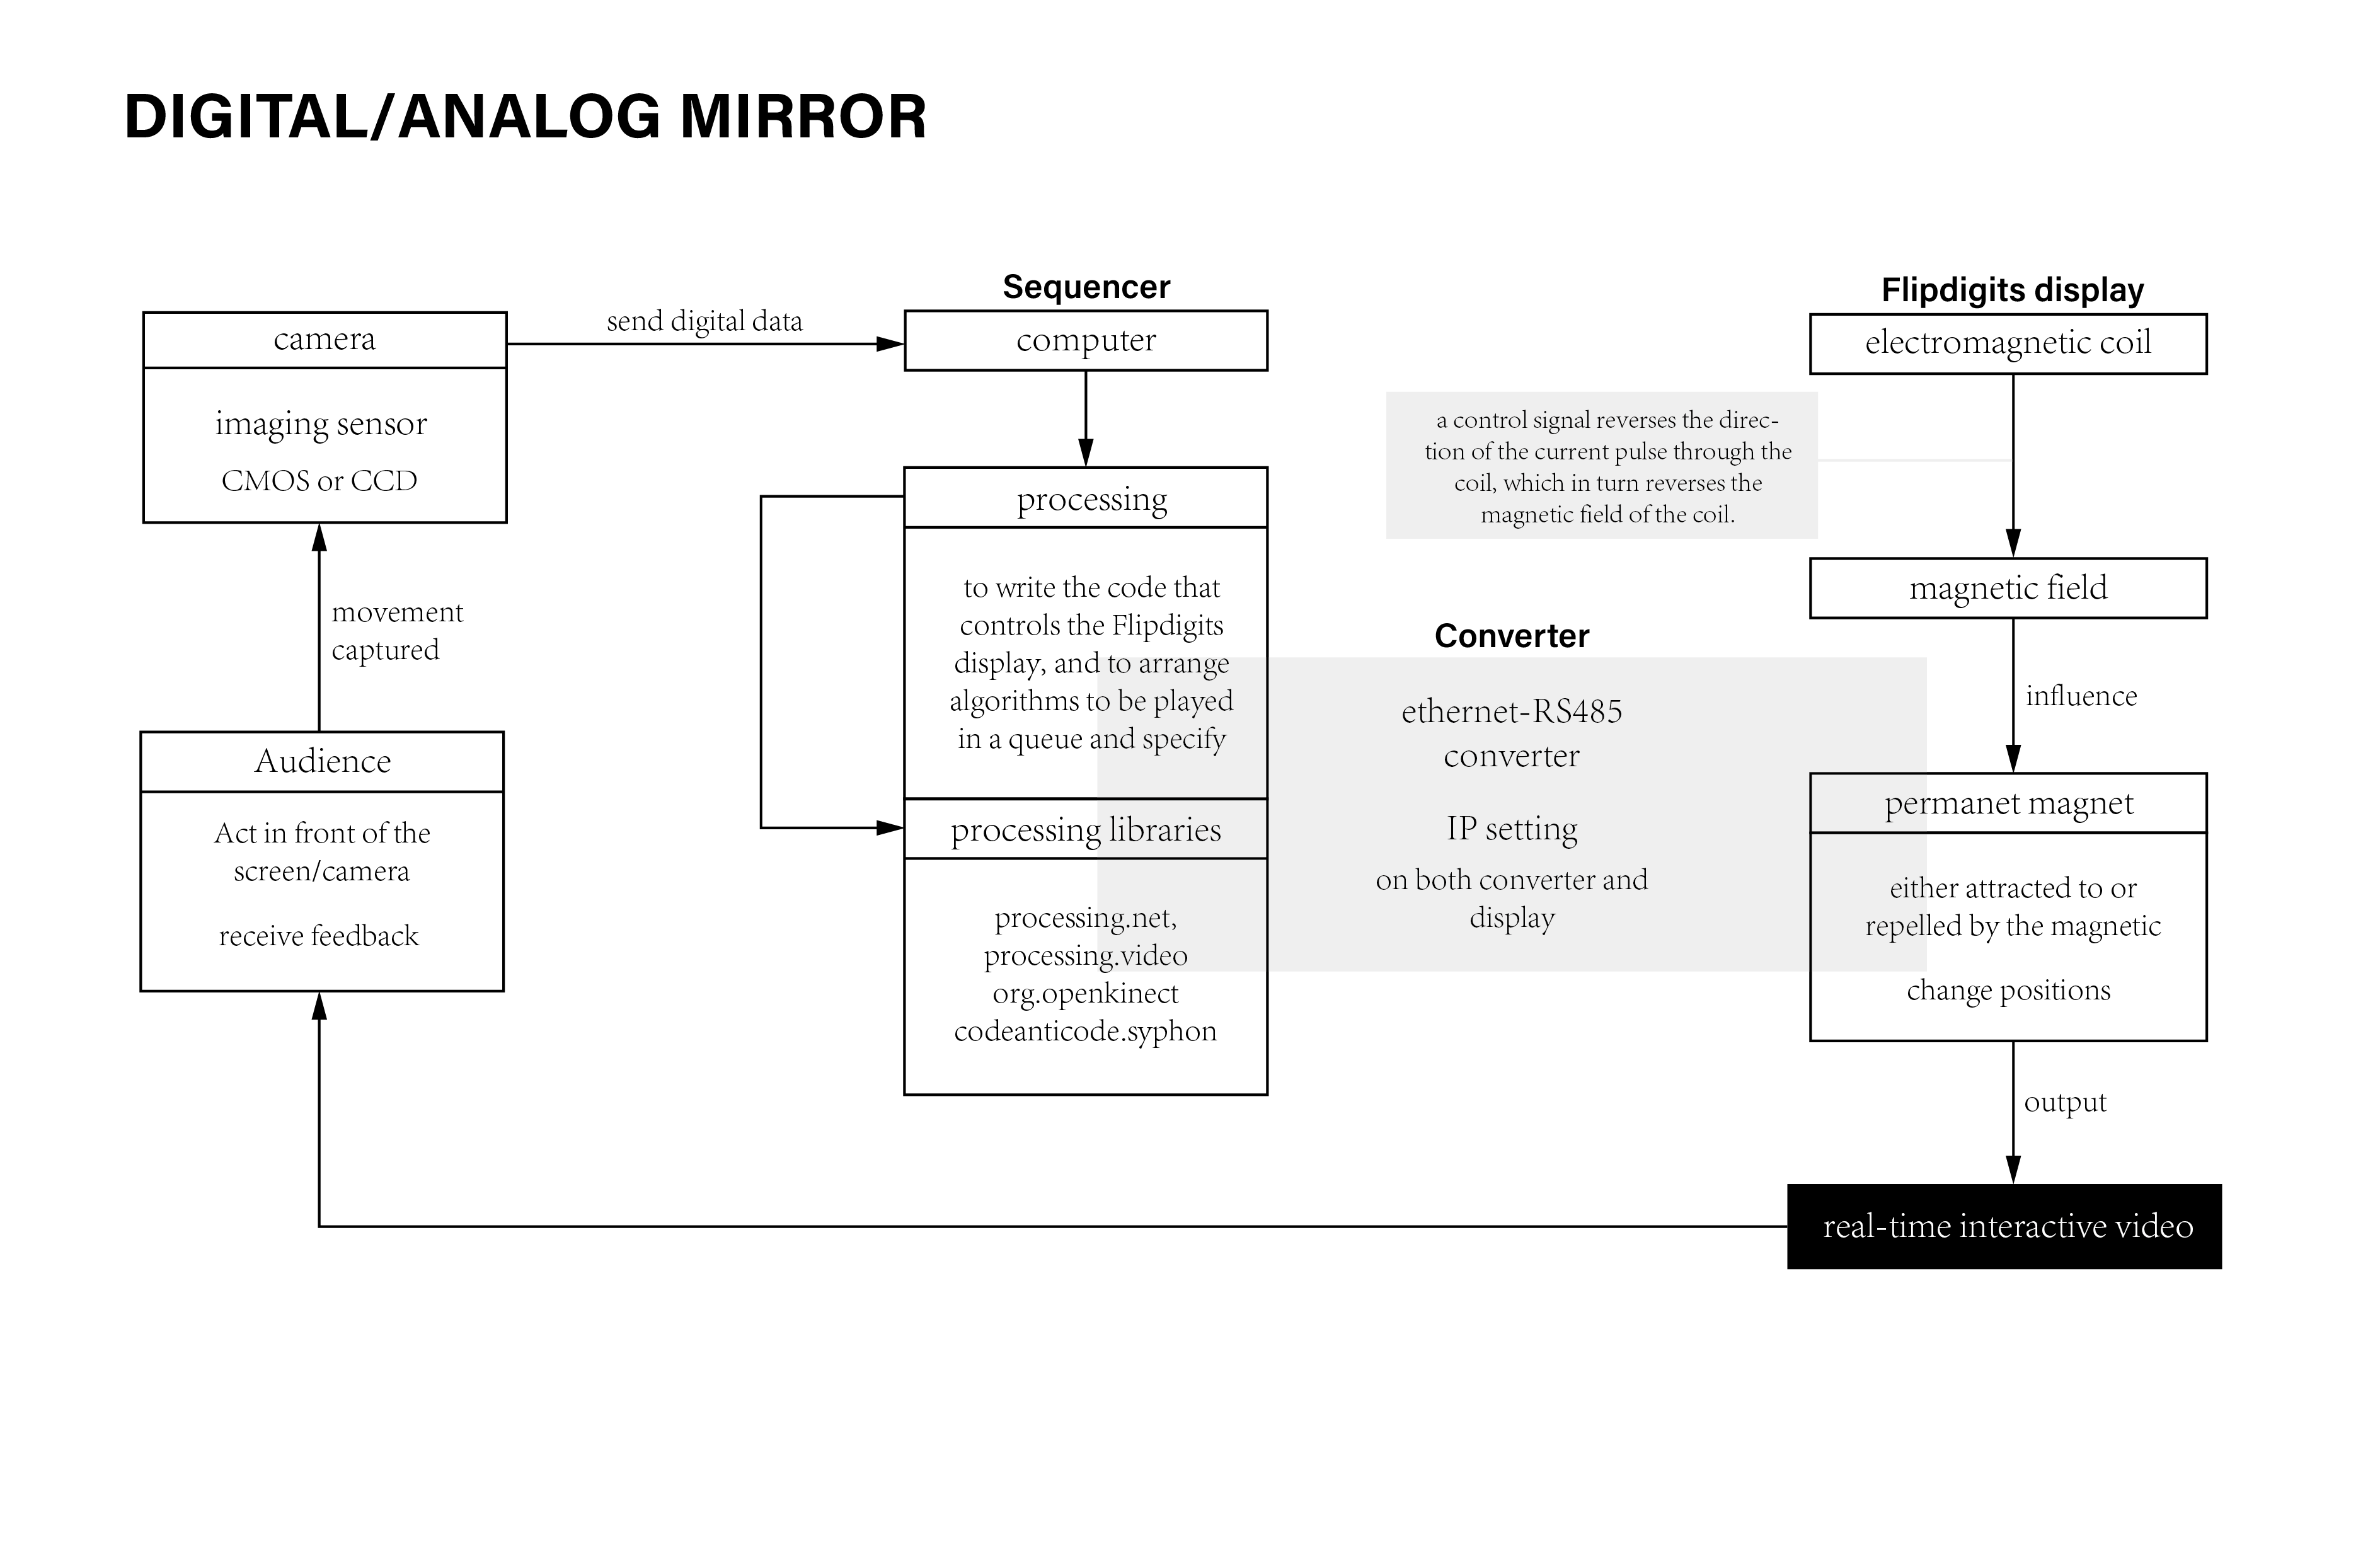 DIGITAL/ANALOG MIRROR
camera
imaging sensor
CMOS or CCD
send digital data
movement
captured
Audience
Act in front of the
screen/camera
receive feedback
Sequencer
computer
processing
to write the code that
controls the Flipdigits
display, and to arrange
algorithms to be played
in a queue and specify
processing libraries
processing.net,
processing.video
org.openkinect
codeanticode.syphon
Converter
ethernet-RS485
converter
IP setting
on both converter and
display
Flipdigits display
electromagnetic coil
a control signal reverses the direc-
tion of the current pulse through the
coil, which in turn reverses the
magnetic field of the coil.
magnetic field
influence
permanet magnet
either attracted to or
repelled by the magnetic
change positions
output
real-time interactive video